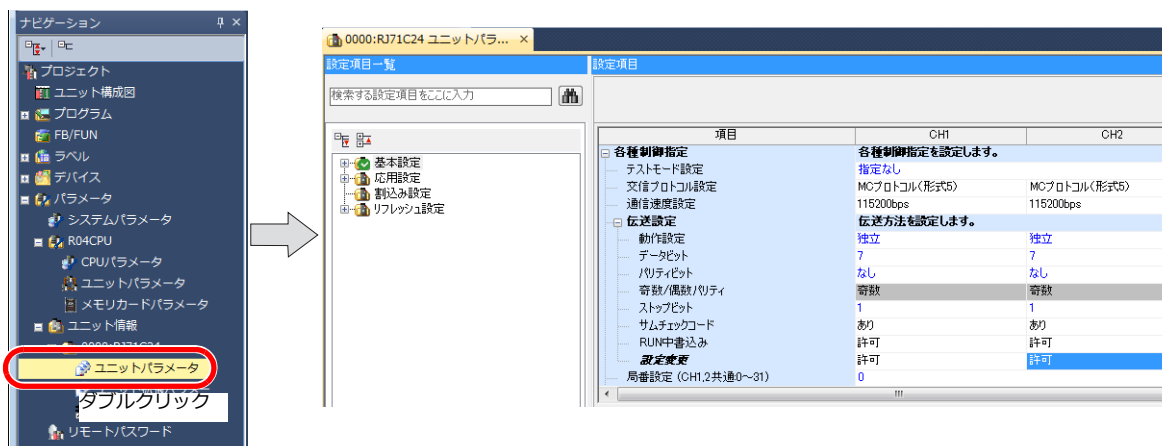 ナビゲーション
プロジェクト
ユニット構成図
プログラム
FB/FUN
ラベル
デバイス
パラメータ
システムパラメータ
R04CPU
CPUパラメータ
ユニットパラメータ
メモリカードパラメータ
ユニット情報
0000:RJ71C24
ユニットパラメータ
ダブルクリック
リモートパスワード
0000:RJ71C24 ユニットパラ...
設定項目一覧
検索する設定項目をここに入力
基本設定
応用設定
割込み設定
リフレッシュ設定
設定項目
項目 CH1 CH2
各種制御指定 各種制御指定を設定します。
テストモード設定 指定なし
交信プロトコル設定 MCプロトコル(形式5) MCプロトコル(形式5)
通信速度設定 115200bps 115200bps
伝送設定 伝送方法を設定します。
動作設定 独立 独立
データビット 7 7
パリティビット なし なし
奇数/偶数パリティ 奇数 奇数
ストップビット 1 1
サムチェックコード あり あり
RUN中書込み 許可 許可
設定変更 許可 許可
局番設定 (CH1,2共通0～31) 0